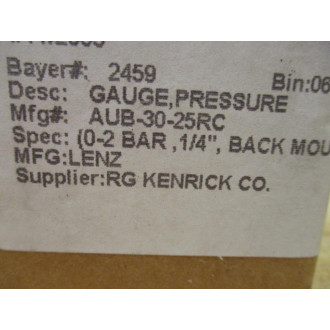 Bayer#: 2459 Bin:06
Desc: GAUGE,PRESSURE
Mfg#: AUB-30-25RC
Spec: (0-2 BAR ,1/4", BACK MOU
MFG:LENZ
Supplier:RG KENRICK CO.